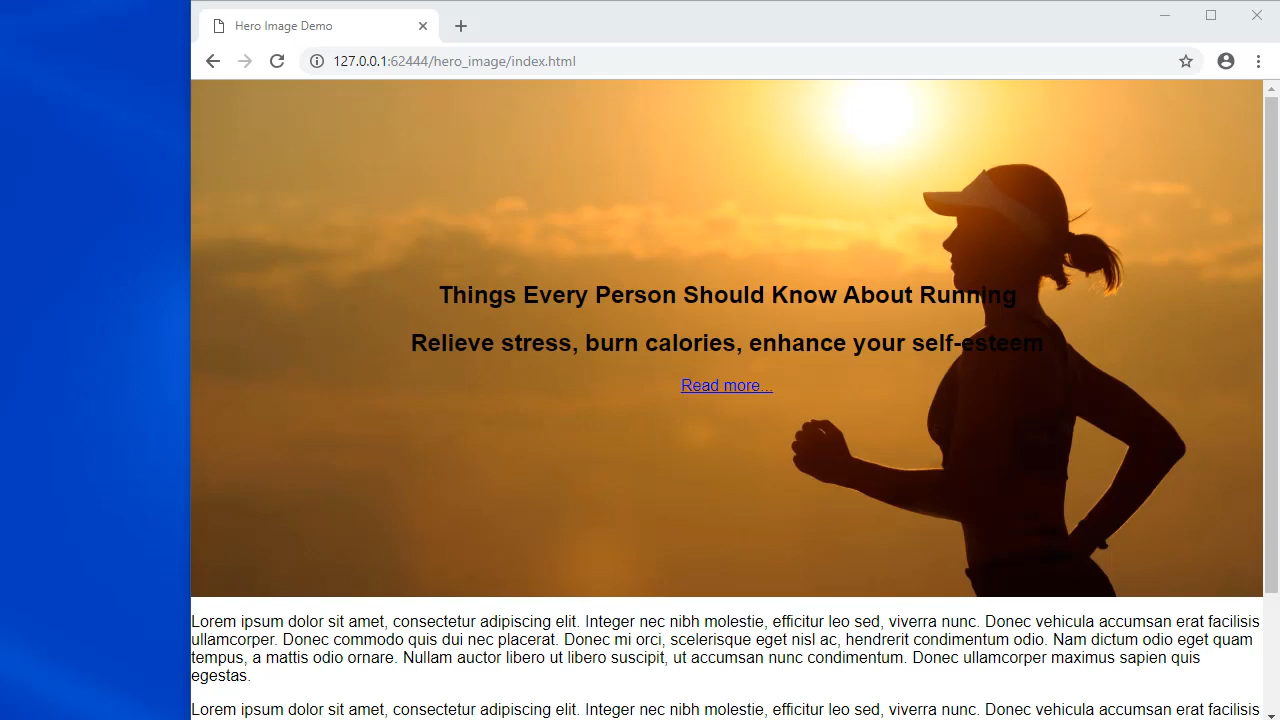 Hero Image Demo
127.0.0.1:62444/hero_image/index.html
Things Every Person Should Know About Running
Relieve stress, burn calories, enhance your self-esteem
Read more...
Lorem ipsum dolor sit amet, consectetur adipiscing elit. Integer nec nibh molestie, efficitur leo sed, viverra nunc. Donec vehicula accumsan erat facilisis
ullamcorper. Donec commodo quis dui nec placerat. Donec mi orci, scelerisque eget nisl ac, hendrerit condimentum odio. Nam dictum odio eget quam
tempus, a mattis odio ornare. Nullam auctor libero ut libero suscipit, ut accumsan nunc condimentum. Donec ullamcorper maximus sapien quis
egestas.
Lorem ipsum dolor sit amet, consectetur adipiscing elit. Integer nec nibh molestie, efficitur leo sed, viverra nunc. Donec vehicula accumsan erat facilisis